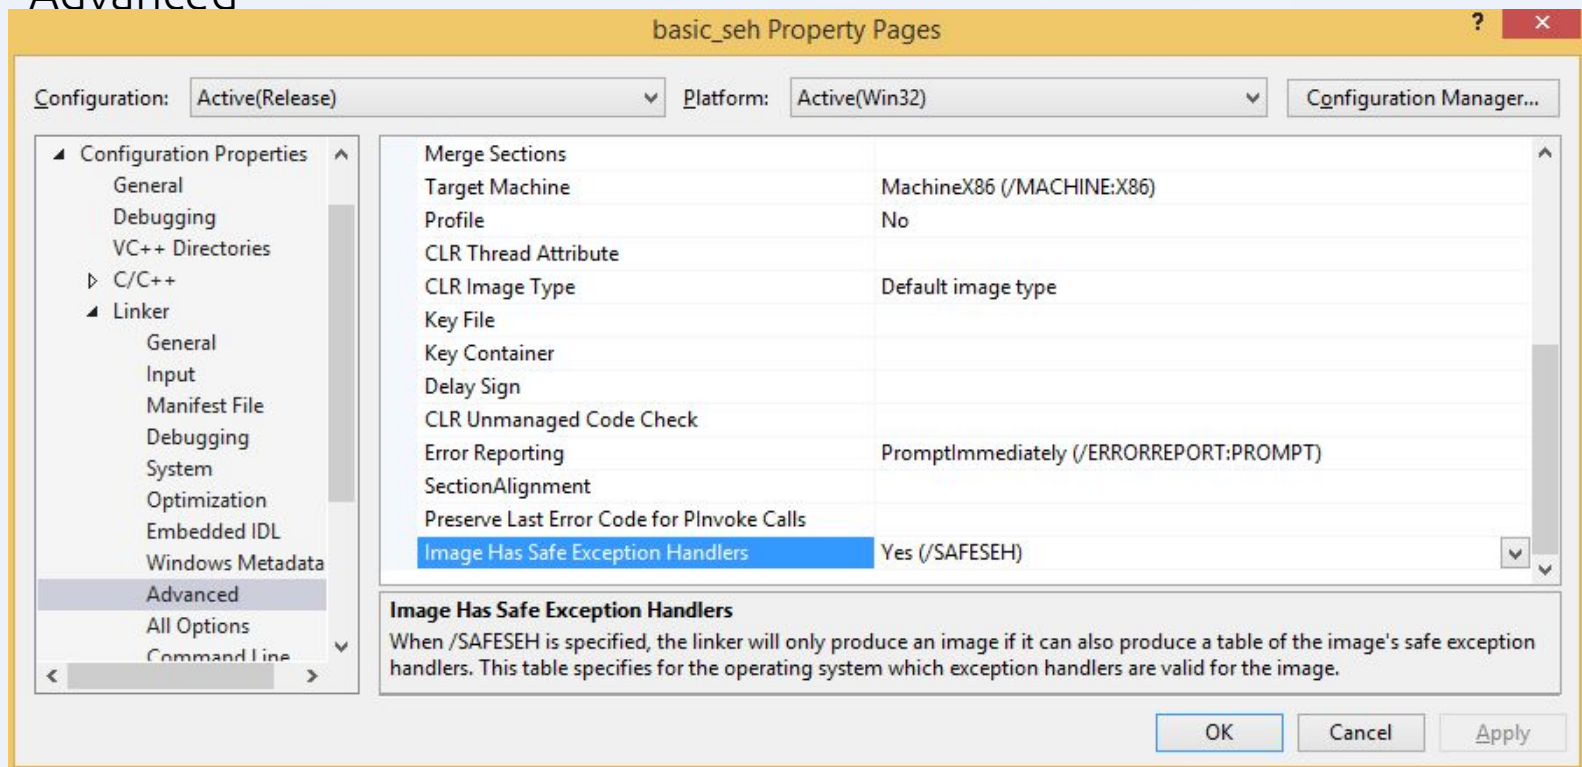 Advanced
basic_seh Property Pages
?
Configuration: Active(Release) Platform: Active(Win32) Configuration Manager...
Configuration Properties
General
Debugging
VC++ Directories
C/C++
Linker
General
Input
Manifest File
Debugging
System
Optimization
Embedded IDL
Windows Metadata
Advanced
All Options
Command Line
Merge Sections
Target Machine MachineX86 (/MACHINE:X86)
Profile No
CLR Thread Attribute
CLR Image Type Default image type
Key File
Key Container
Delay Sign
CLR Unmanaged Code Check
Error Reporting PromptImmediately (/ERRORREPORT:PROMPT)
SectionAlignment
Preserve Last Error Code for PInvoke Calls
Image Has Safe Exception Handlers Yes (/SAFESEH)
Image Has Safe Exception Handlers
When /SAFESEH is specified, the linker will only produce an image if it can also produce a table of the image's safe exception
handlers. This table specifies for the operating system which exception handlers are valid for the image.
OK Cancel Apply